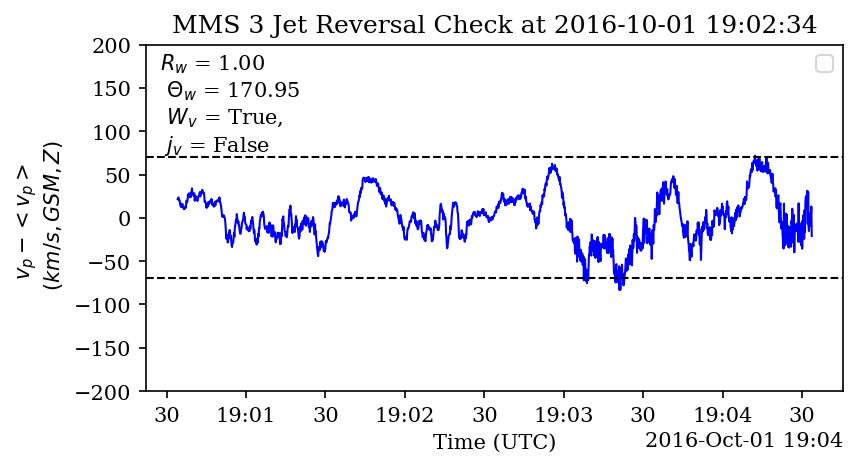 MMS 3 Jet Reversal Check at 2016-10-01 19:02:34
R_w = 1.00
Θ_w = 170.95
W_v = True,
j_v = False
v_p − < v_p >
(km/s, GSM, Z)
200
150
100
50
0
−50
−100
−150
−200
30 19:01 30 19:02 30 19:03 30 19:04 30
Time (UTC)
2016-Oct-01 19:04